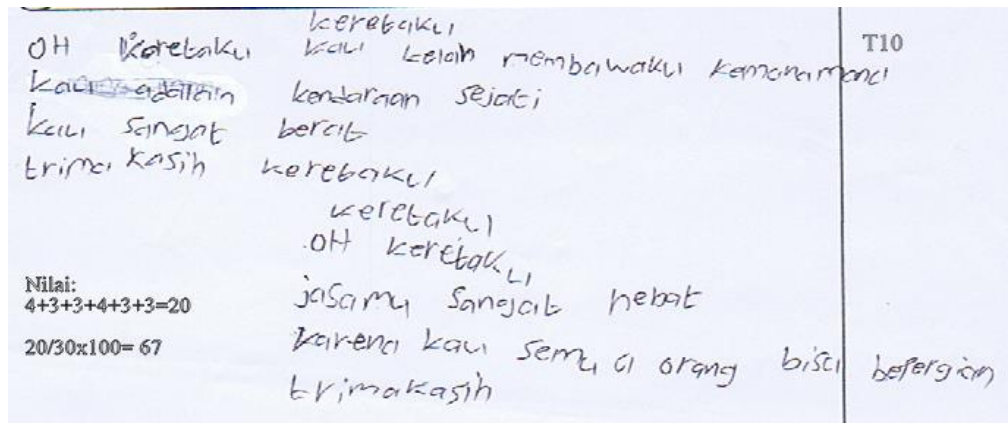 keretaku
OH keretaku kau telah membawaku kemanamana
kau adalah kendaraan sejati
kau sangat berat
trima kasih keretaku
keretaku
OH keretaku
jasamu sangat hebat
karena kau semua orang bisa befergian
trimakasih
T10
Nilai:
4+3+3+4+3+3=20
20/30x100= 67